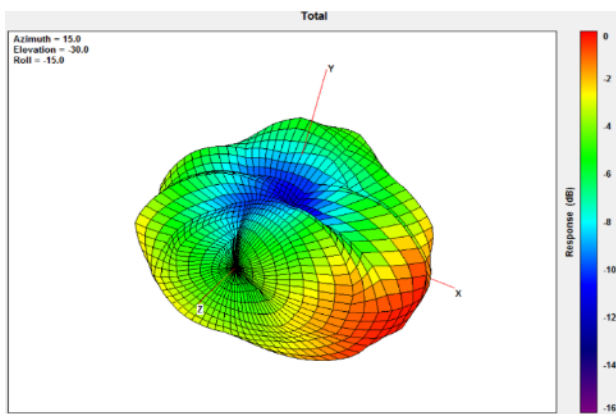 Total
Azimuth = 15.0
Elevation = -30.0
Roll = -15.0
Y
X
Z
0
-2
-4
-6
-8
-10
-12
-14
-16
Response (dB)